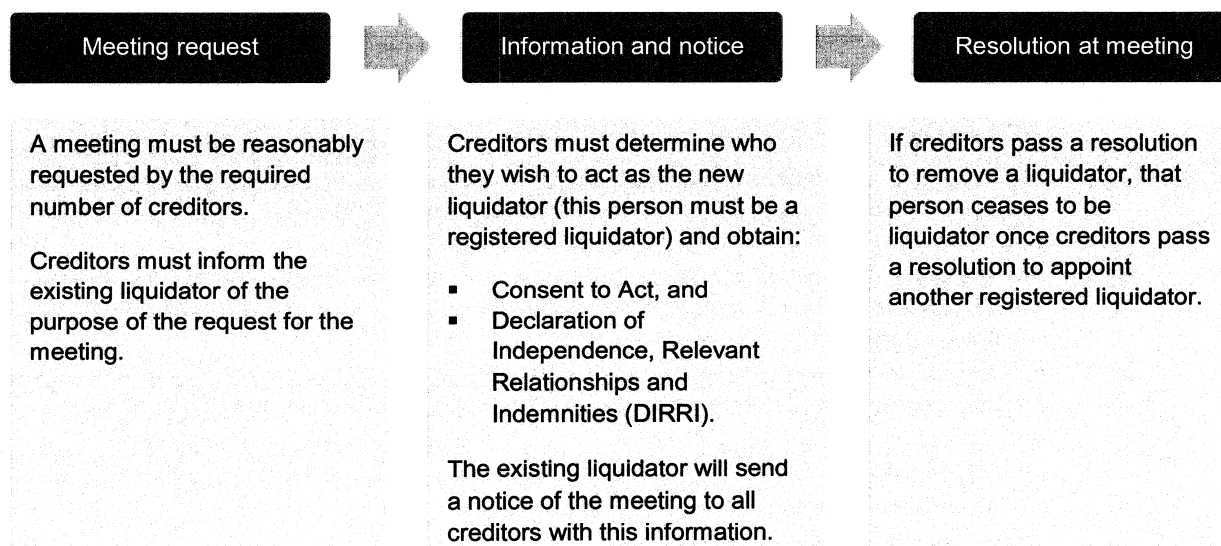 Meeting request
Information and notice
Resolution at meeting
A meeting must be reasonably
requested by the required
number of creditors.
Creditors must inform the
existing liquidator of the
purpose of the request for the
meeting.
Creditors must determine who
they wish to act as the new
liquidator (this person must be a
registered liquidator) and obtain:
▪ Consent to Act, and
▪ Declaration of
Independence, Relevant
Relationships and
Indemnities (DIRRI).
The existing liquidator will send
a notice of the meeting to all
creditors with this information.
If creditors pass a resolution
to remove a liquidator, that
person ceases to be
liquidator once creditors pass
a resolution to appoint
another registered liquidator.